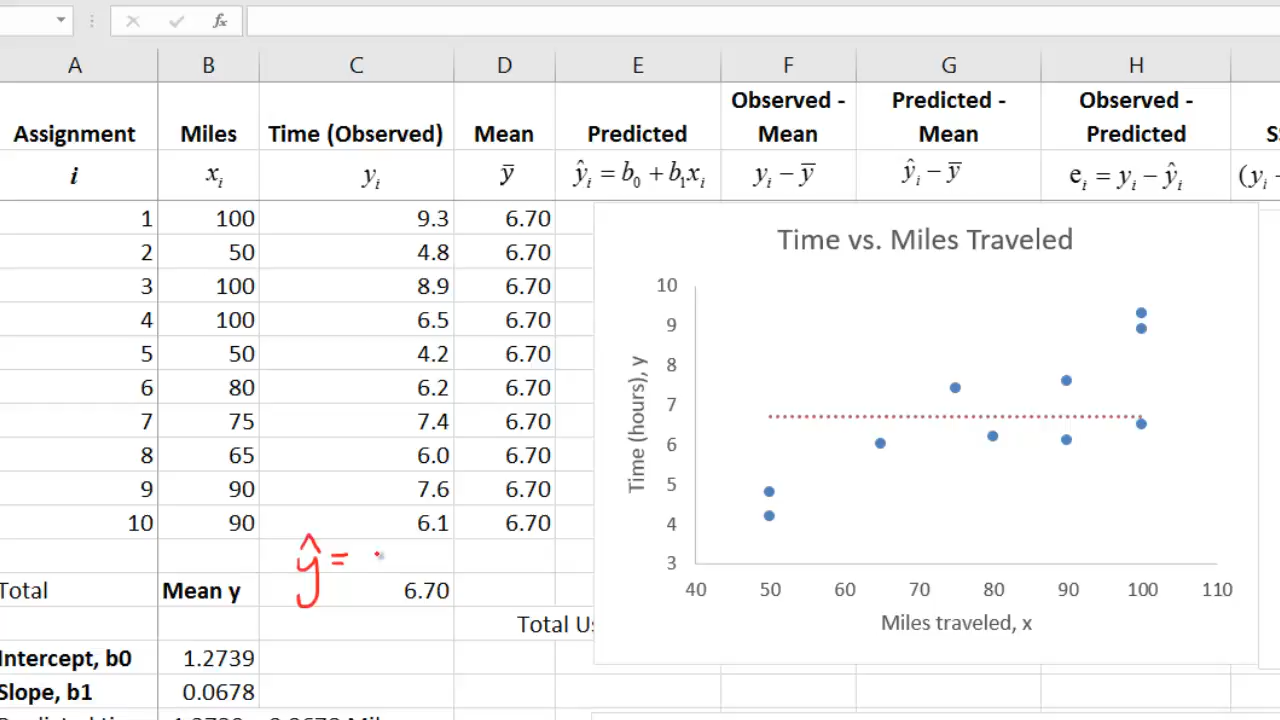 fx
A B C D E F G H
Observed - Predicted - Observed -
Assignment Miles Time (Observed) Mean Predicted Mean Mean Predicted
i xᵢ yᵢ y̅ ŷᵢ = b₀ + b₁xᵢ yᵢ − y̅ ŷᵢ − y̅ eᵢ = yᵢ − ŷᵢ (yᵢ −
1 100 9.3 6.70
2 50 4.8 6.70
3 100 8.9 6.70
4 100 6.5 6.70
5 50 4.2 6.70
6 80 6.2 6.70
7 75 7.4 6.70
8 65 6.0 6.70
9 90 7.6 6.70
10 90 6.1 6.70
ŷ =
Total Mean y 6.70
Total Us
Intercept, b0 1.2739
Slope, b1 0.0678
Time vs. Miles Traveled
10
9
8
7
6
5
4
3
Time (hours), y
40 50 60 70 80 90 100 110
Miles traveled, x